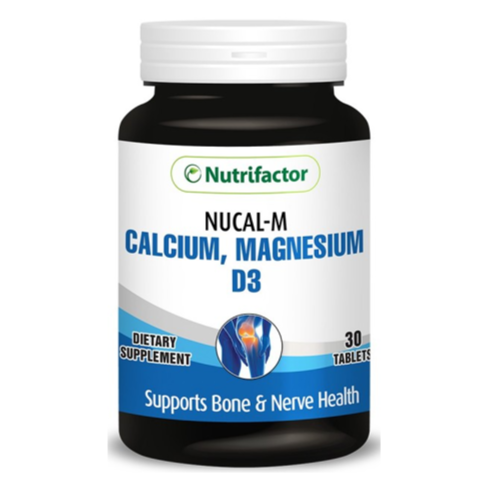 Nutrifactor
NUCAL-M
CALCIUM, MAGNESIUM
D3
DIETARY
SUPPLEMENT
30
TABLETS
Supports Bone & Nerve Health